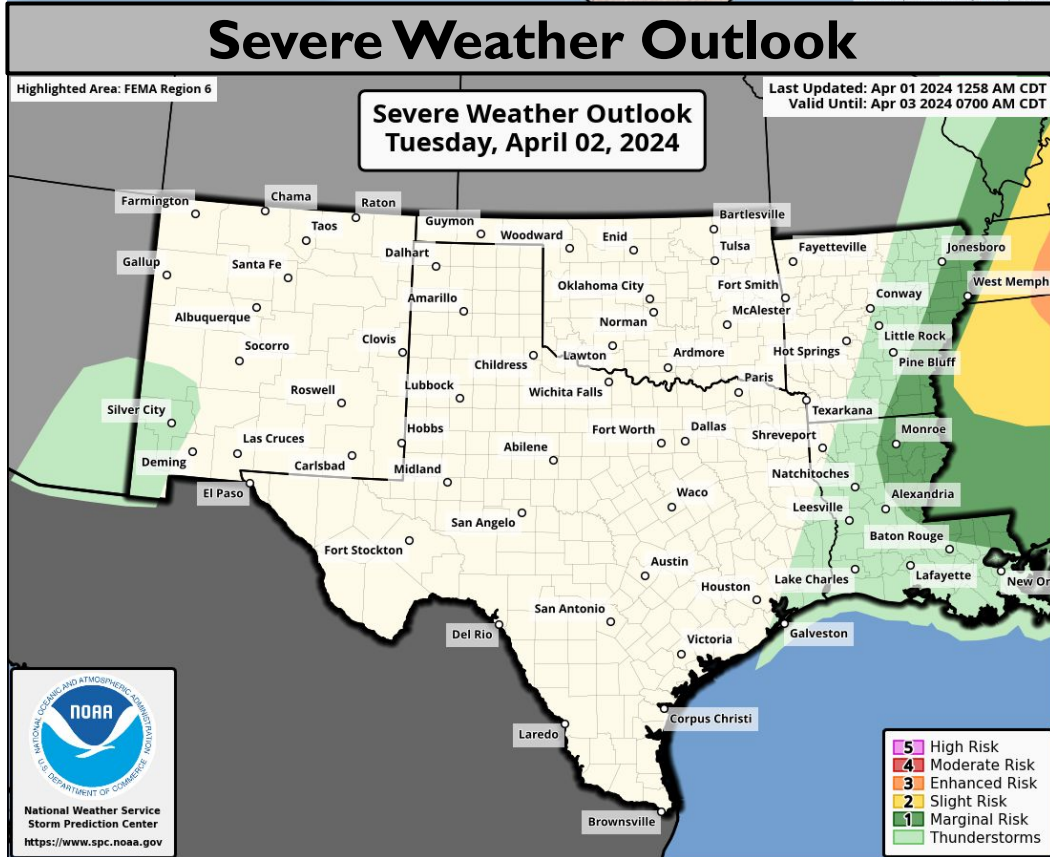 Severe Weather Outlook
Highlighted Area: FEMA Region 6
Last Updated: Apr 01 2024 1258 AM CDT
Valid Until: Apr 03 2024 0700 AM CDT
Severe Weather Outlook
Tuesday, April 02, 2024
Farmington
Chama
Raton
Taos
Guymon
Woodward
Enid
Bartlesville
Tulsa
Fayetteville
Jonesboro
Gallup
Santa Fe
Dalhart
Oklahoma City
Fort Smith
West Memph
Conway
Albuquerque
Amarillo
Norman
McAlester
Little Rock
Socorro
Clovis
Childress
Lawton
Ardmore
Hot Springs
Pine Bluff
Silver City
Roswell
Lubbock
Wichita Falls
Paris
Texarkana
Las Cruces
Hobbs
Abilene
Fort Worth
Dallas
Shreveport
Monroe
Deming
Carlsbad
Midland
Natchitoches
El Paso
San Angelo
Waco
Leesville
Alexandria
Fort Stockton
Baton Rouge
Austin
Houston
Lake Charles
Lafayette
New Or
Del Rio
San Antonio
Galveston
Victoria
Laredo
Corpus Christi
Brownsville
NATIONAL OCEANIC AND ATMOSPHERIC ADMINISTRATION
NOAA
U.S. DEPARTMENT OF COMMERCE
National Weather Service
Storm Prediction Center
https://www.spc.noaa.gov
5 High Risk
4 Moderate Risk
3 Enhanced Risk
2 Slight Risk
1 Marginal Risk
Thunderstorms